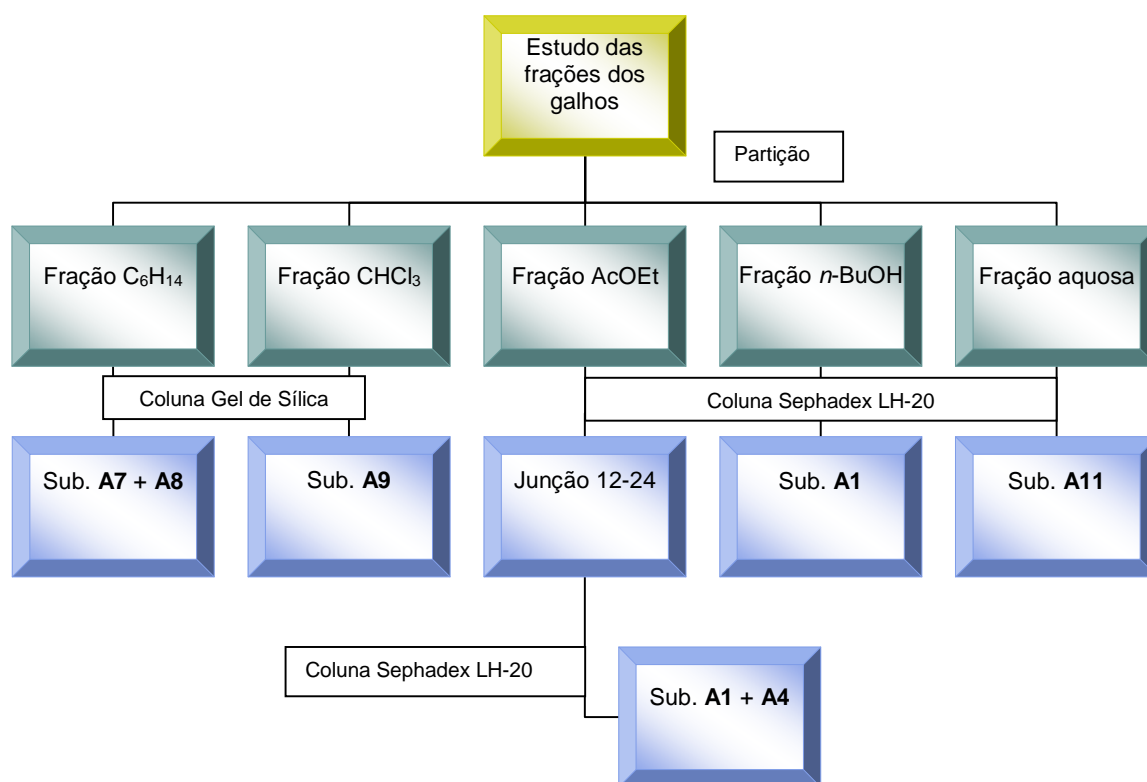 Estudo das
frações dos
galhos
Partição
Fração C₆H₁₄
Fração CHCl₃
Fração AcOEt
Fração n-BuOH
Fração aquosa
Coluna Gel de Sílica
Coluna Sephadex LH-20
Sub. A7 + A8
Sub. A9
Junção 12-24
Sub. A1
Sub. A11
Coluna Sephadex LH-20
Sub. A1 + A4